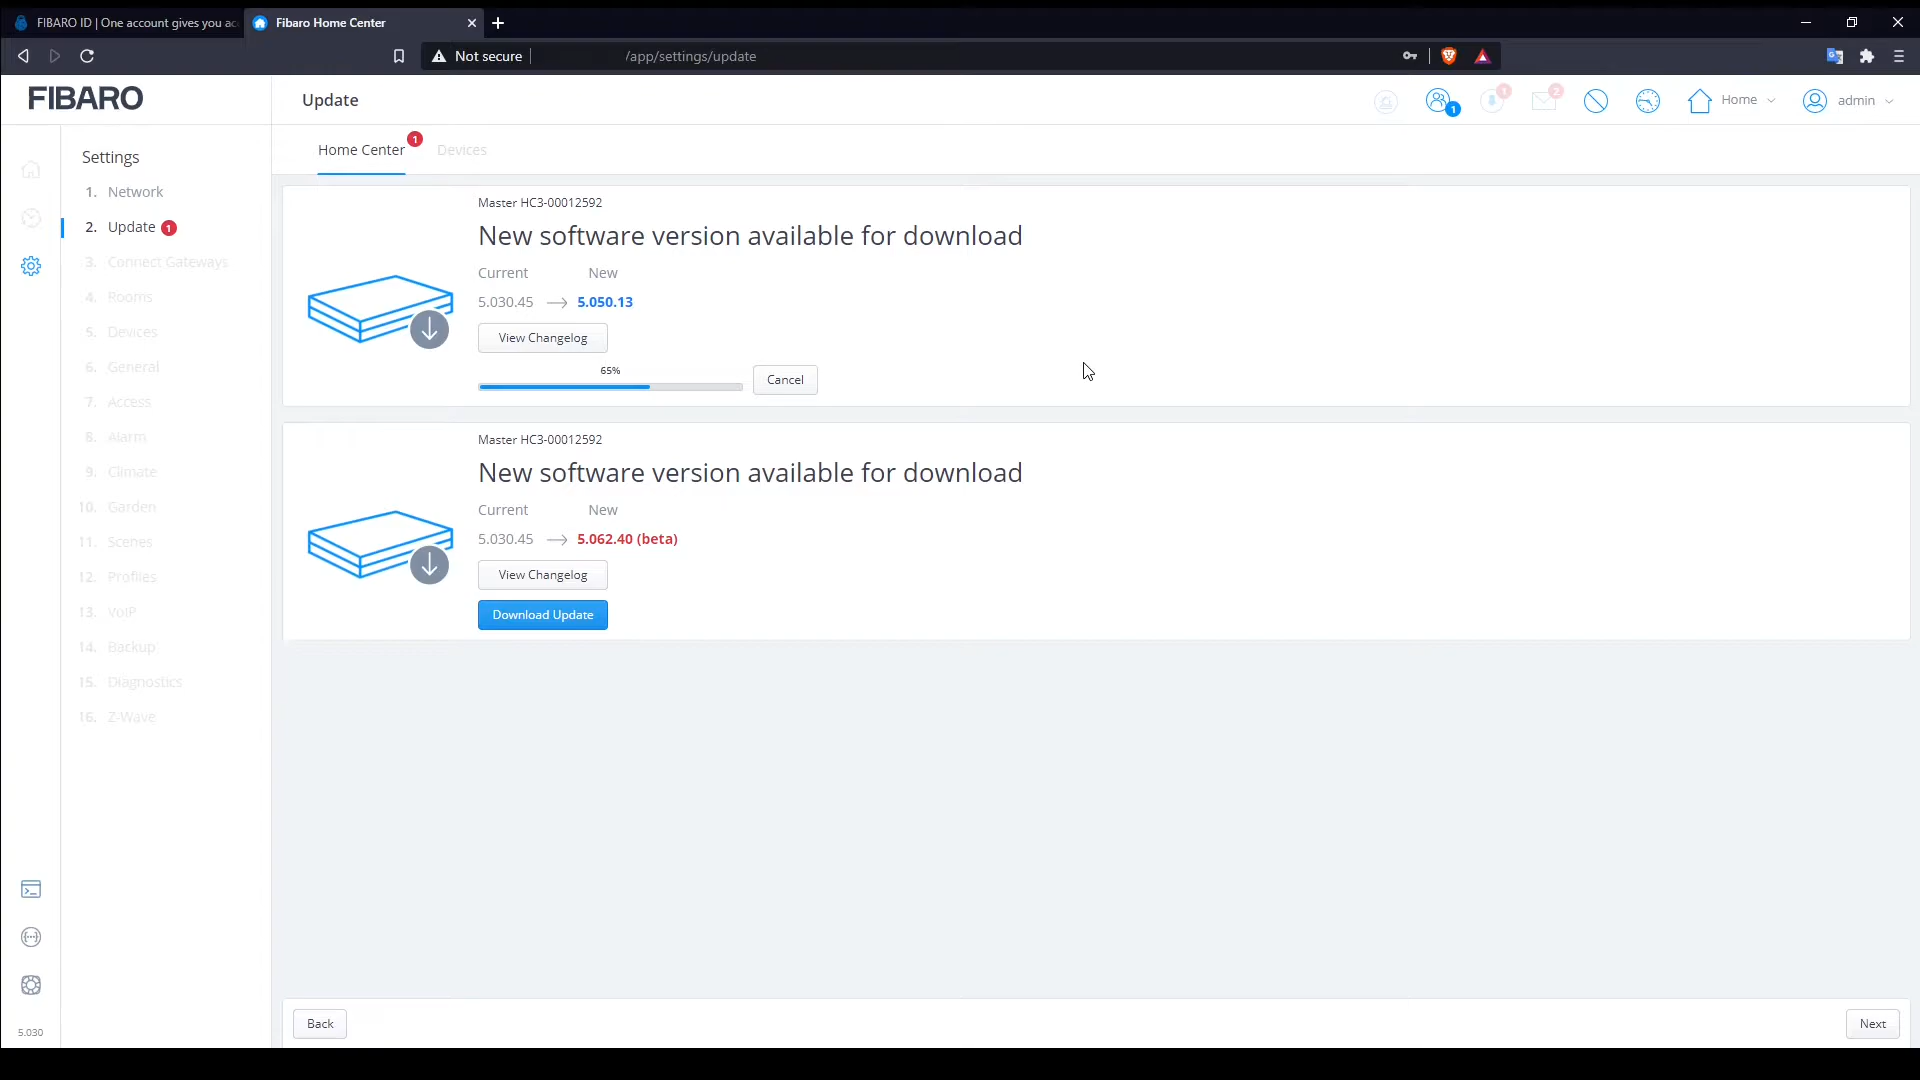 FIBARO ID | One account gives you ac
Fibaro Home Center
Not secure
/app/settings/update
FIBARO
Update
1
1
2
Home
admin
Settings
1. Network
2. Update 1
3. Connect Gateways
4. Rooms
5. Devices
6. General
7. Access
8. Alarm
9. Climate
10. Garden
11. Scenes
12. Profiles
13. VoIP
14. Backup
15. Diagnostics
16. Z-Wave
5.030
Home Center 1
Devices
Master HC3-00012592
New software version available for download
Current New
5.030.45 → 5.050.13
View Changelog
65%
Cancel
Master HC3-00012592
New software version available for download
Current New
5.030.45 → 5.062.40 (beta)
View Changelog
Download Update
Back
Next